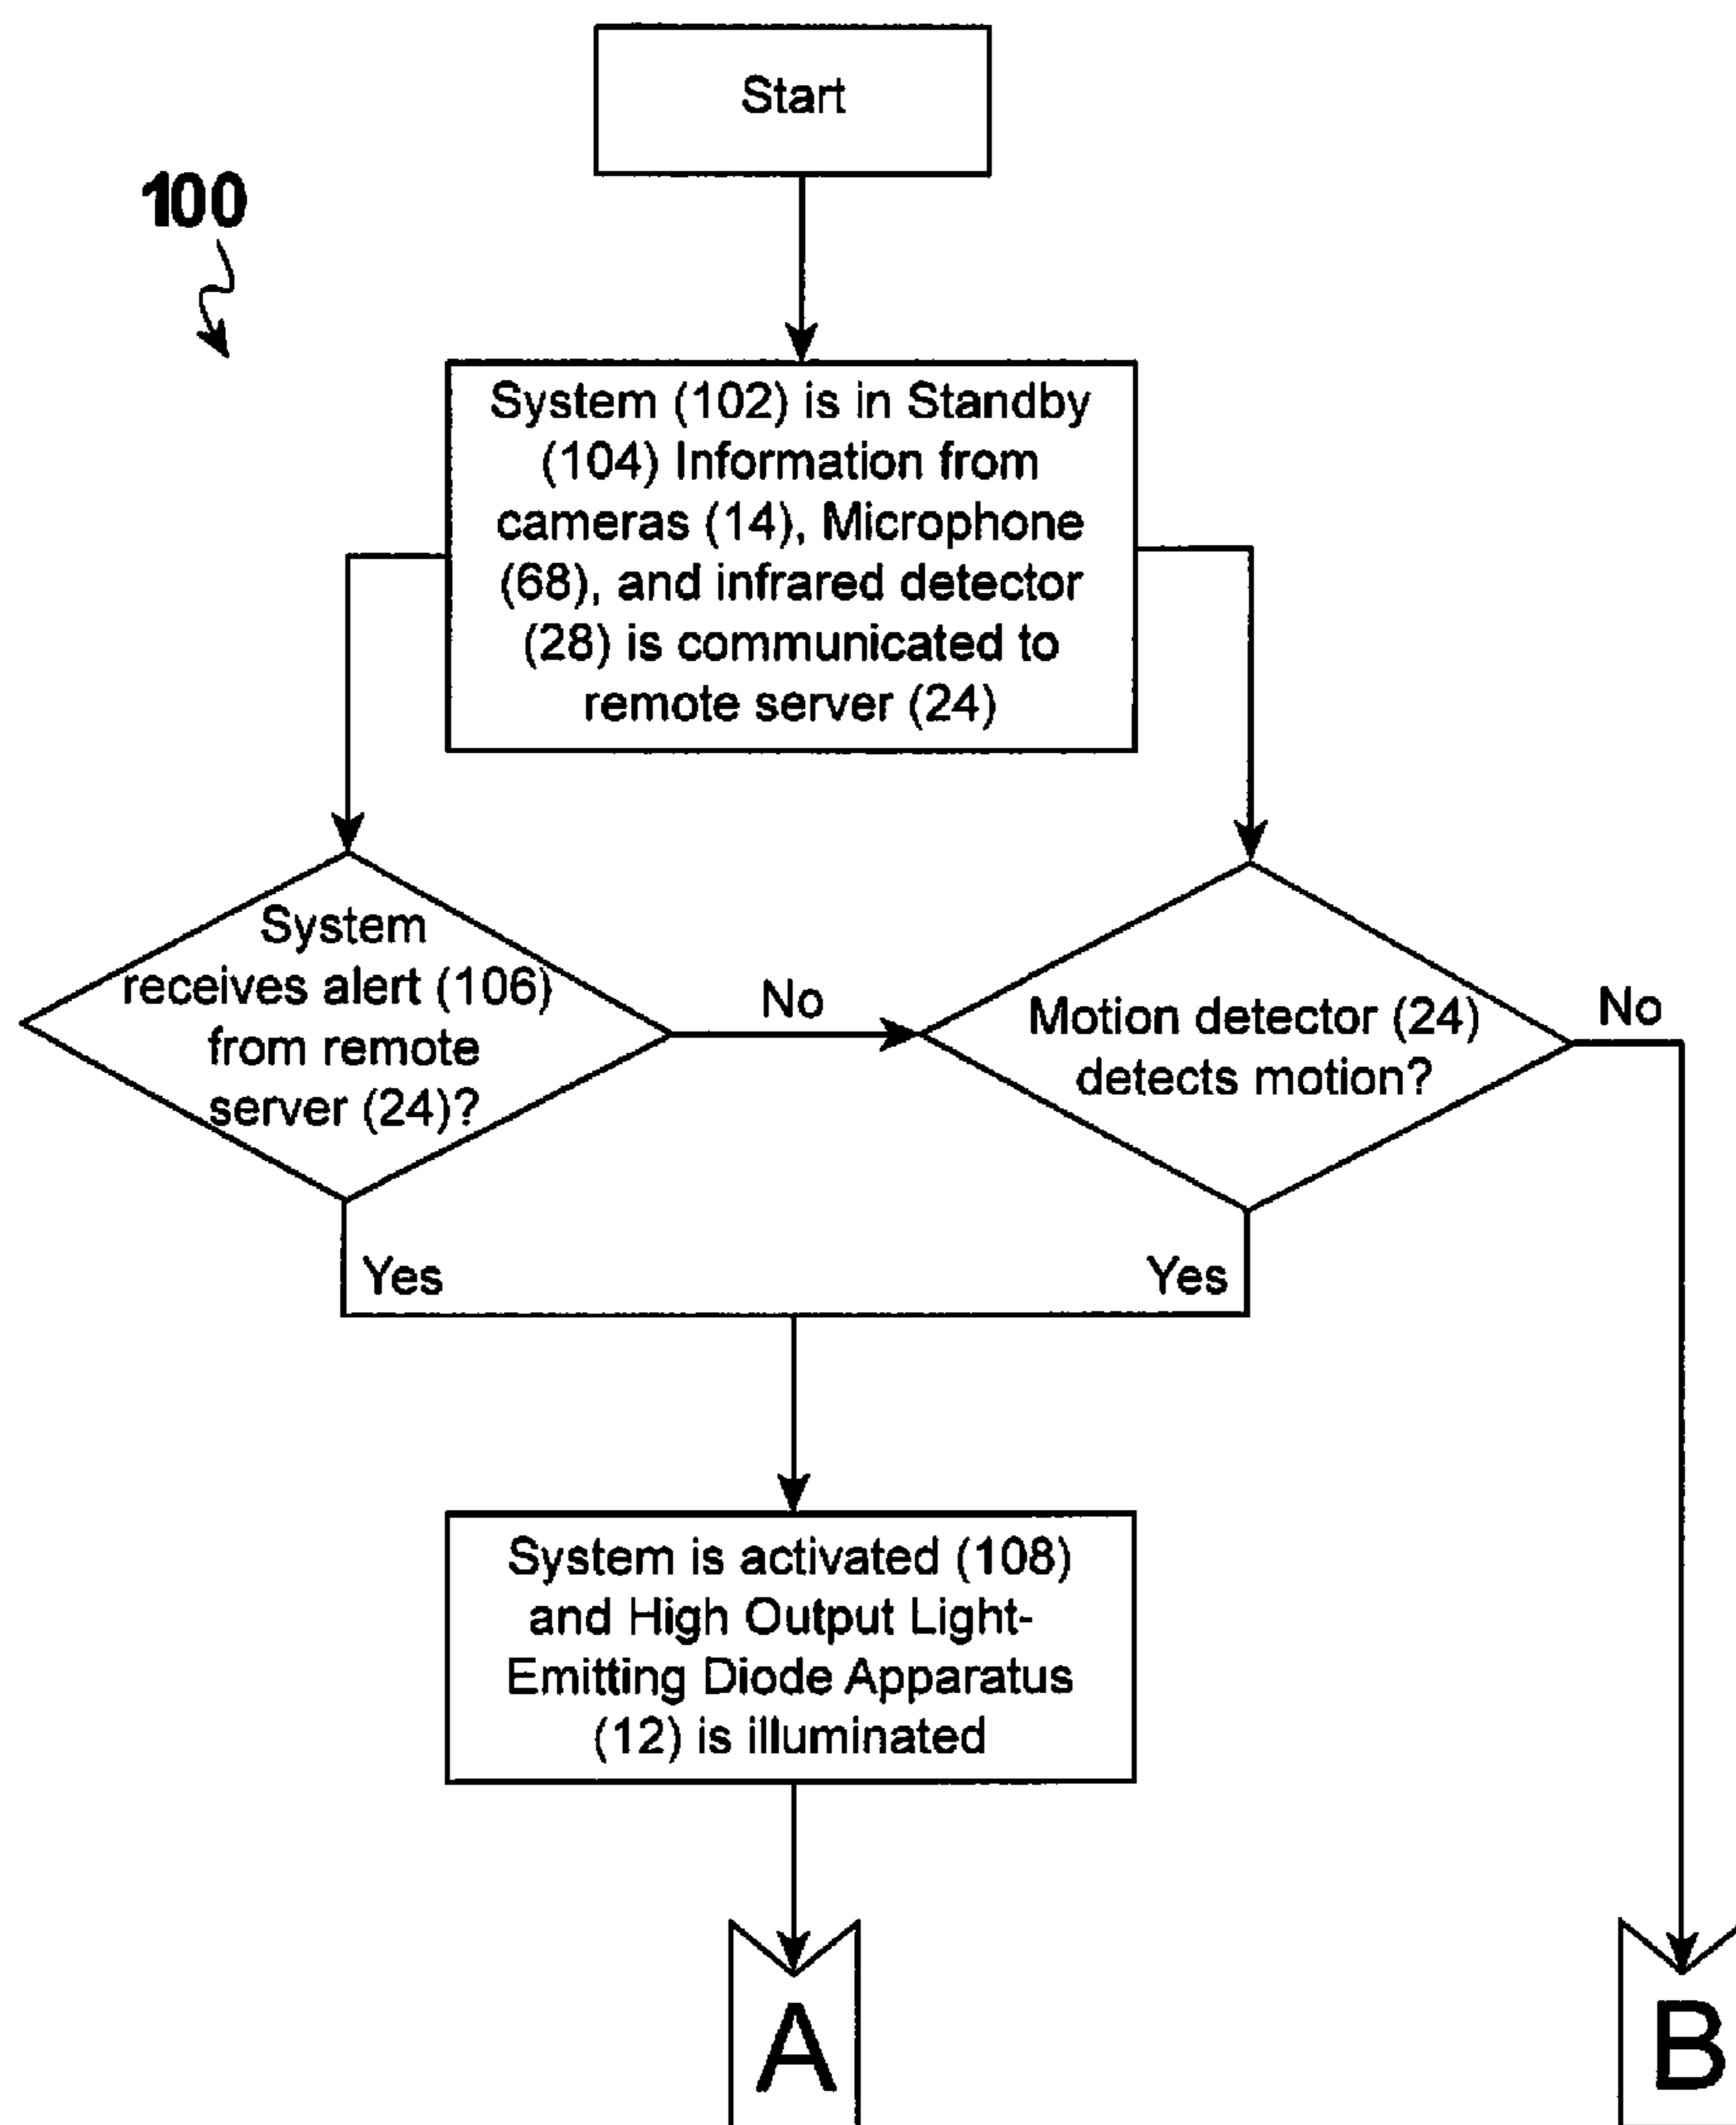 Start
100
System (102) is in Standby
(104) Information from
cameras (14), Microphone
(68), and infrared detector
(28) is communicated to
remote server (24)
System
receives alert (106)
from remote
server (24)?
No
Motion detector (24)
detects motion?
No
Yes
Yes
System is activated (108)
and High Output Light-
Emitting Diode Apparatus
(12) is illuminated
A
B